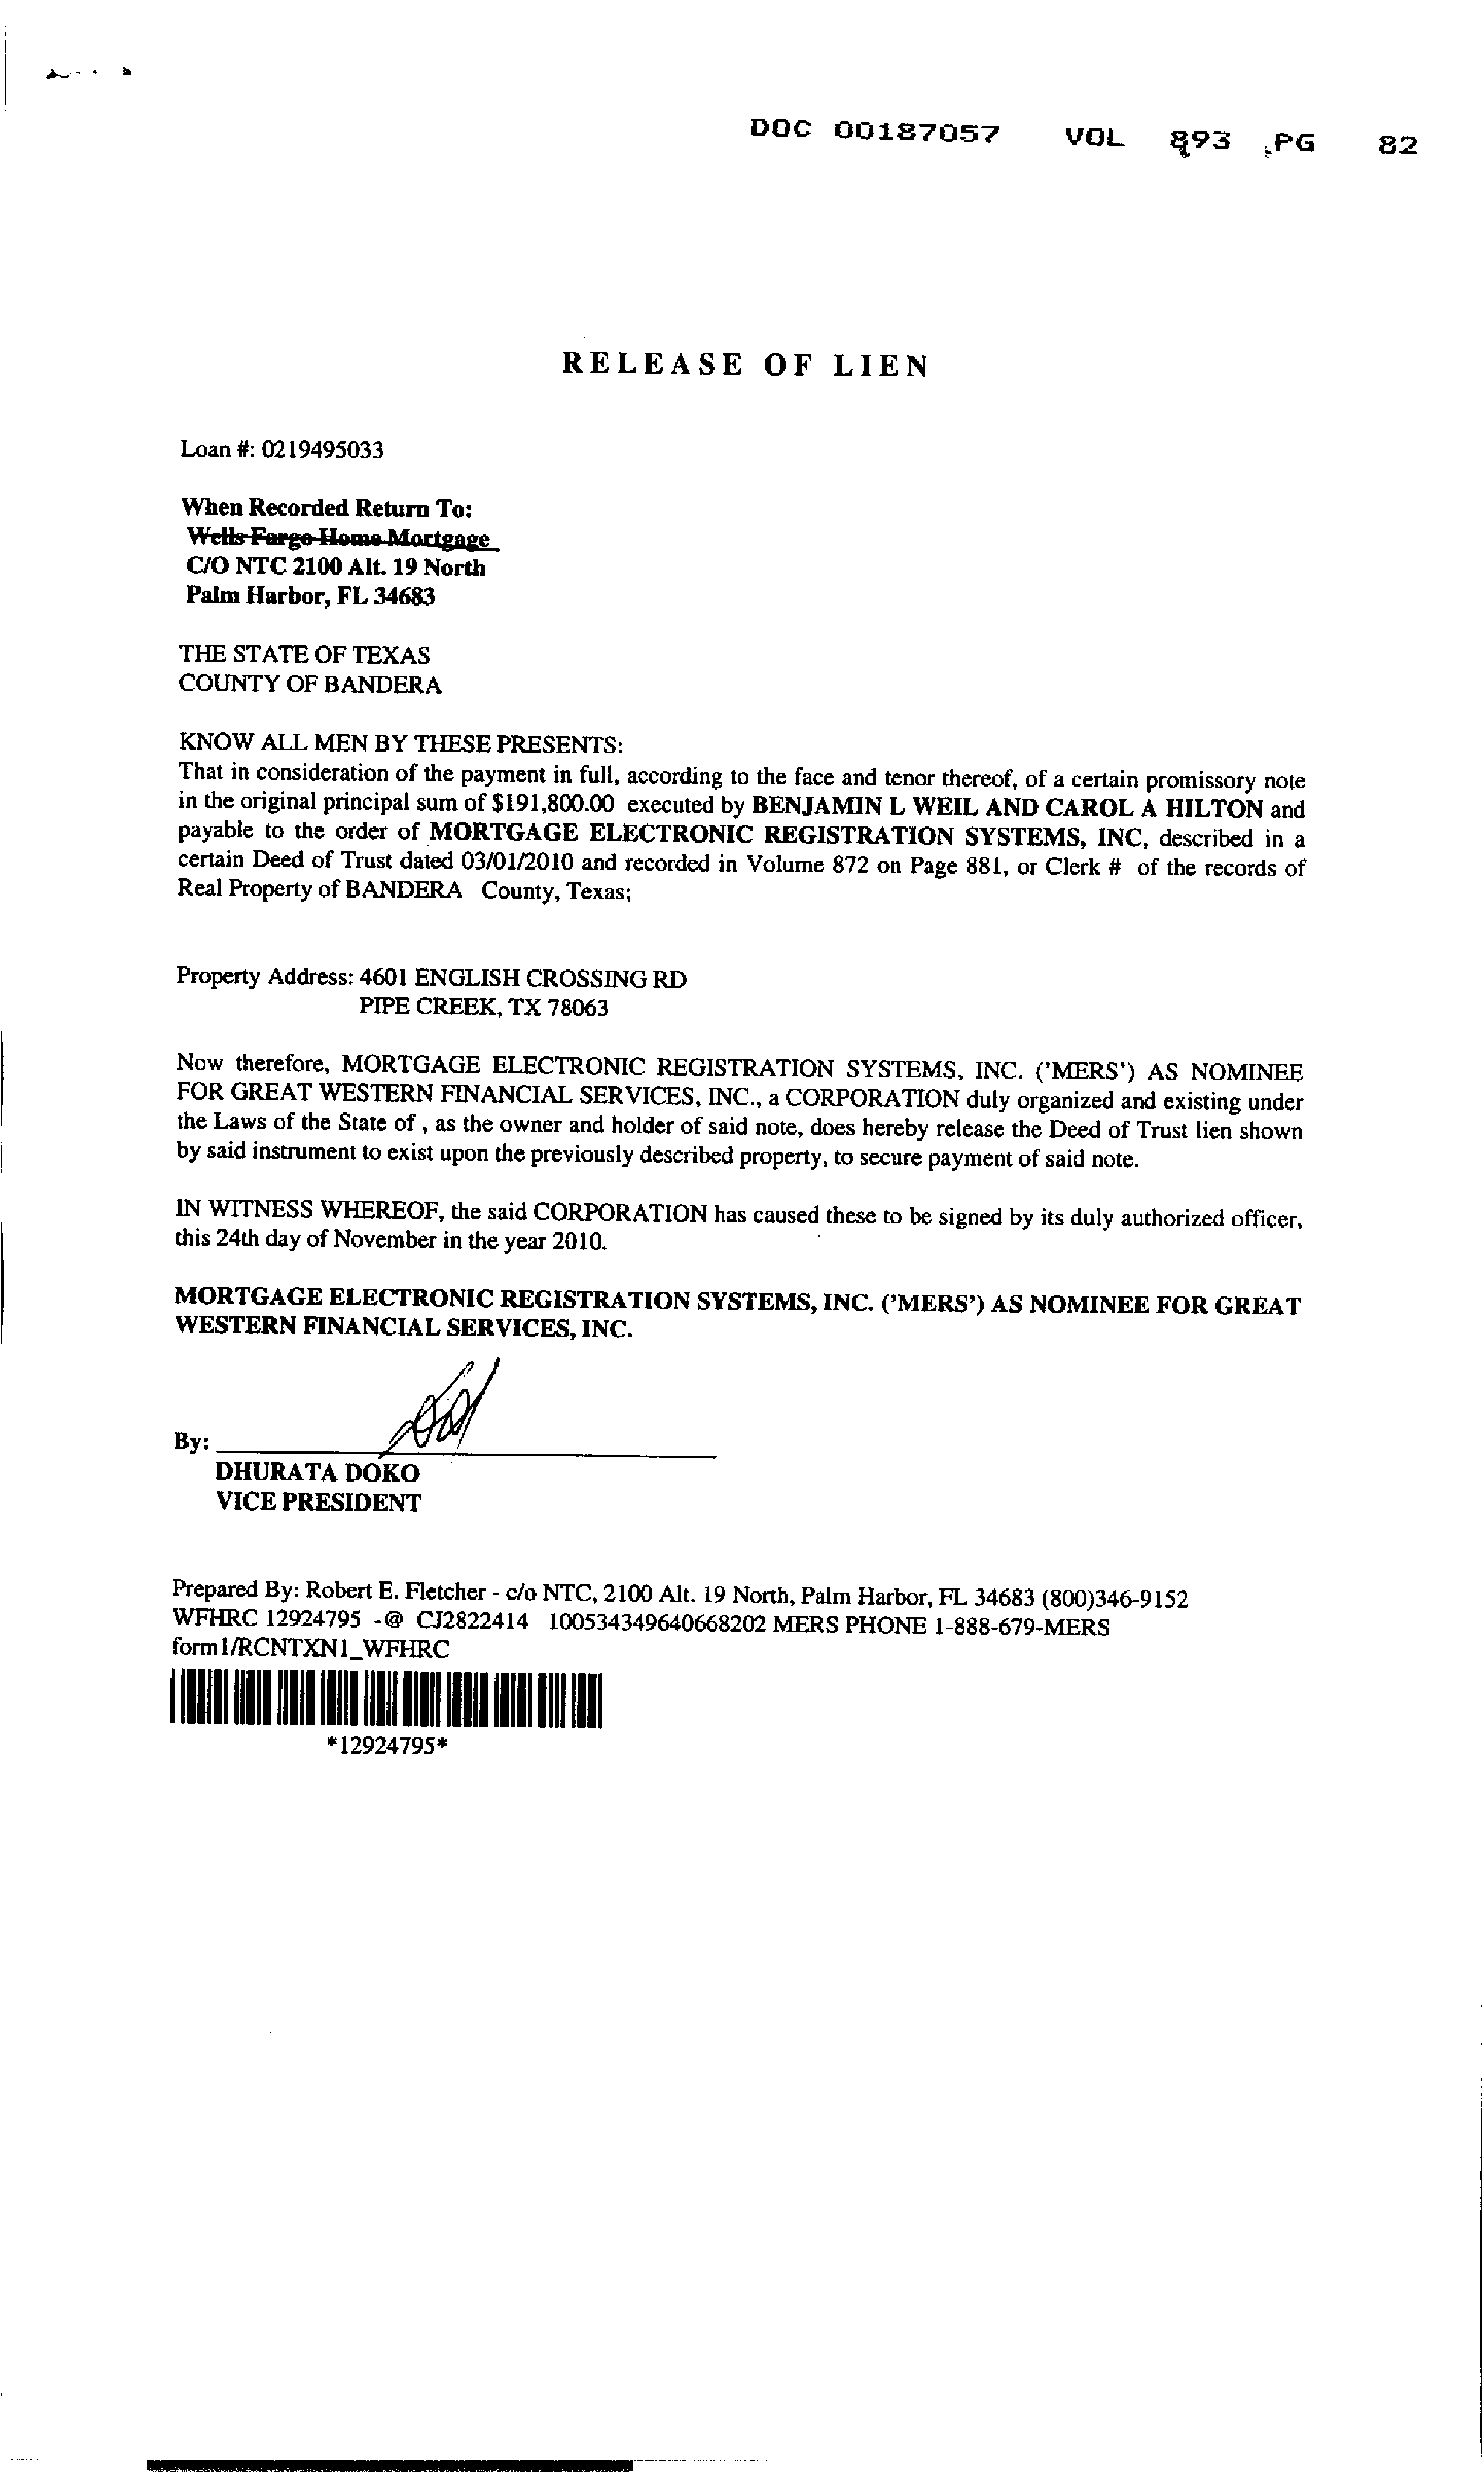 DOC 00187057 VOL 893 PG 82
RELEASE OF LIEN
Loan #: 0219495033
When Recorded Return To:
Wells Fargo Home Mortgage
C/O NTC 2100 Alt. 19 North
Palm Harbor, FL 34683
THE STATE OF TEXAS
COUNTY OF BANDERA
KNOW ALL MEN BY THESE PRESENTS:
That in consideration of the payment in full, according to the face and tenor thereof, of a certain promissory note
in the original principal sum of $191,800.00 executed by BENJAMIN L WEIL AND CAROL A HILTON and
payable to the order of MORTGAGE ELECTRONIC REGISTRATION SYSTEMS, INC, described in a
certain Deed of Trust dated 03/01/2010 and recorded in Volume 872 on Page 881, or Clerk # of the records of
Real Property of BANDERA County, Texas;
Property Address: 4601 ENGLISH CROSSING RD
PIPE CREEK, TX 78063
Now therefore, MORTGAGE ELECTRONIC REGISTRATION SYSTEMS, INC. ('MERS') AS NOMINEE
FOR GREAT WESTERN FINANCIAL SERVICES, INC., a CORPORATION duly organized and existing under
the Laws of the State of , as the owner and holder of said note, does hereby release the Deed of Trust lien shown
by said instrument to exist upon the previously described property, to secure payment of said note.
IN WITNESS WHEREOF, the said CORPORATION has caused these to be signed by its duly authorized officer,
this 24th day of November in the year 2010.
MORTGAGE ELECTRONIC REGISTRATION SYSTEMS, INC. ('MERS') AS NOMINEE FOR GREAT
WESTERN FINANCIAL SERVICES, INC.
By:
DHURATA DOKO
VICE PRESIDENT
Prepared By: Robert E. Fletcher - c/o NTC, 2100 Alt. 19 North, Palm Harbor, FL 34683 (800)346-9152
WFHRC 12924795 -@ CJ2822414 100534349640668202 MERS PHONE 1-888-679-MERS
form1/RCNTXN1_WFHRC
*12924795*